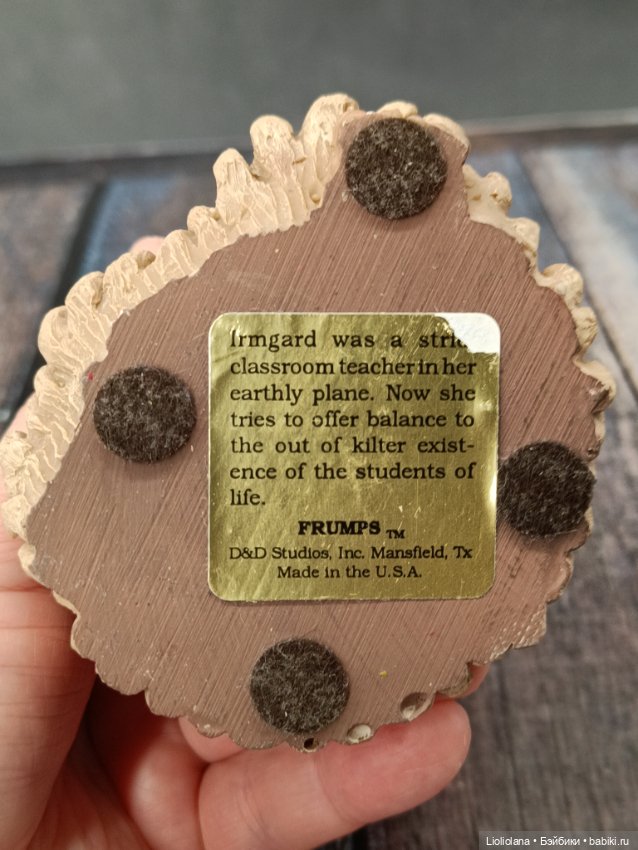 Irmgard was a
classroom teacher in her
earthly plane. Now she
tries to offer balance to
the out of kilter exist-
ence of the students of
life.
FRUMPS TM
D&D Studios, Inc. Mansfield, Tx
Made in the U.S.A.
Lioliolana • Бэйбики • babiki.ru